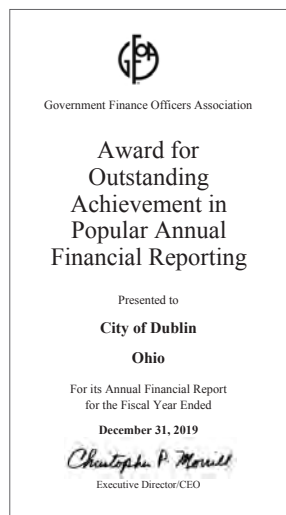 GFOA
Government Finance Officers Association
Award for
Outstanding
Achievement in
Popular Annual
Financial Reporting
Presented to
City of Dublin
Ohio
For its Annual Financial Report
for the Fiscal Year Ended
December 31, 2019
Christopher P. Morrill
Executive Director/CEO